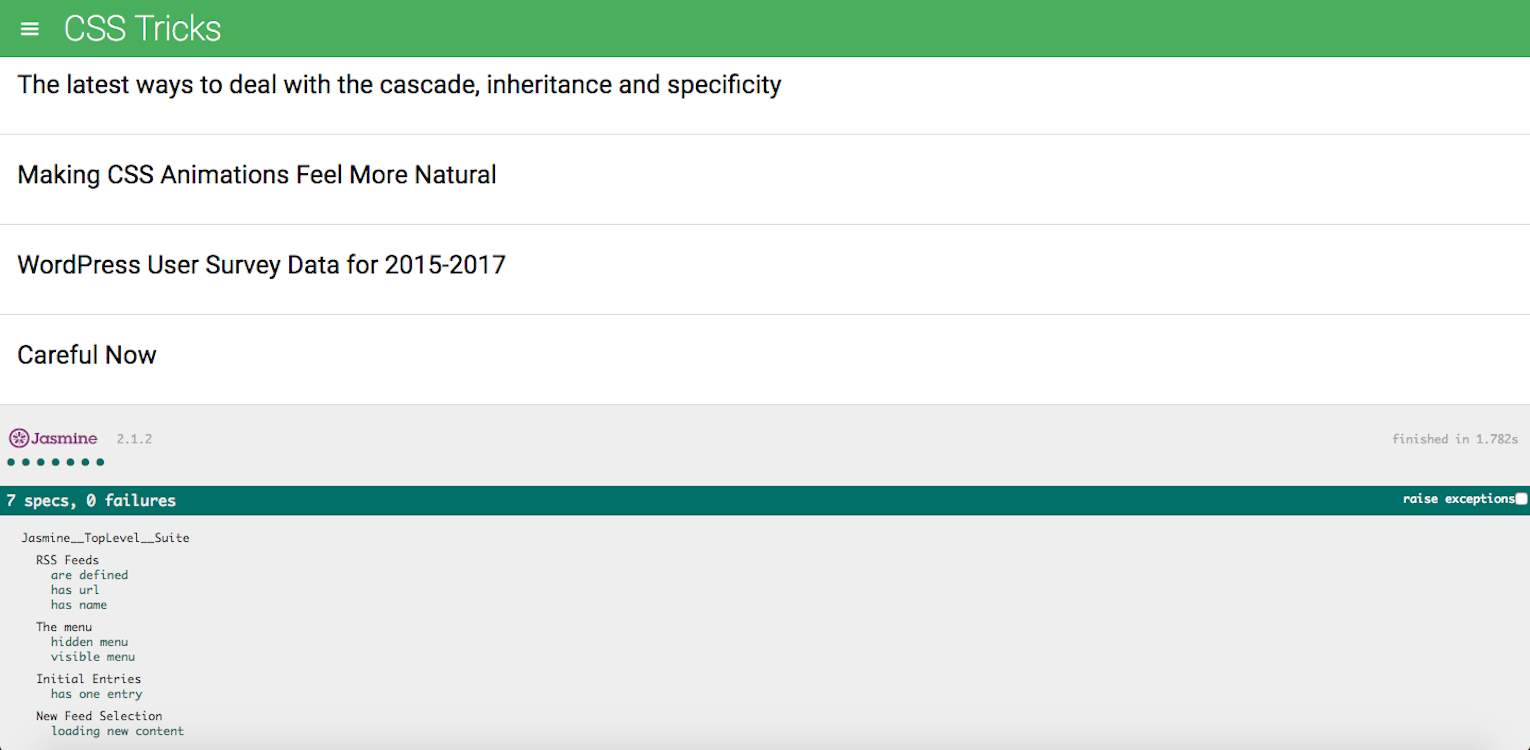 CSS Tricks
The latest ways to deal with the cascade, inheritance and specificity
Making CSS Animations Feel More Natural
WordPress User Survey Data for 2015-2017
Careful Now
Jasmine 2.1.2 finished in 1.782s
7 specs, 0 failures raise exceptions
Jasmine__TopLevel__Suite
RSS Feeds
are defined
has url
has name
The menu
hidden menu
visible menu
Initial Entries
has one entry
New Feed Selection
loading new content